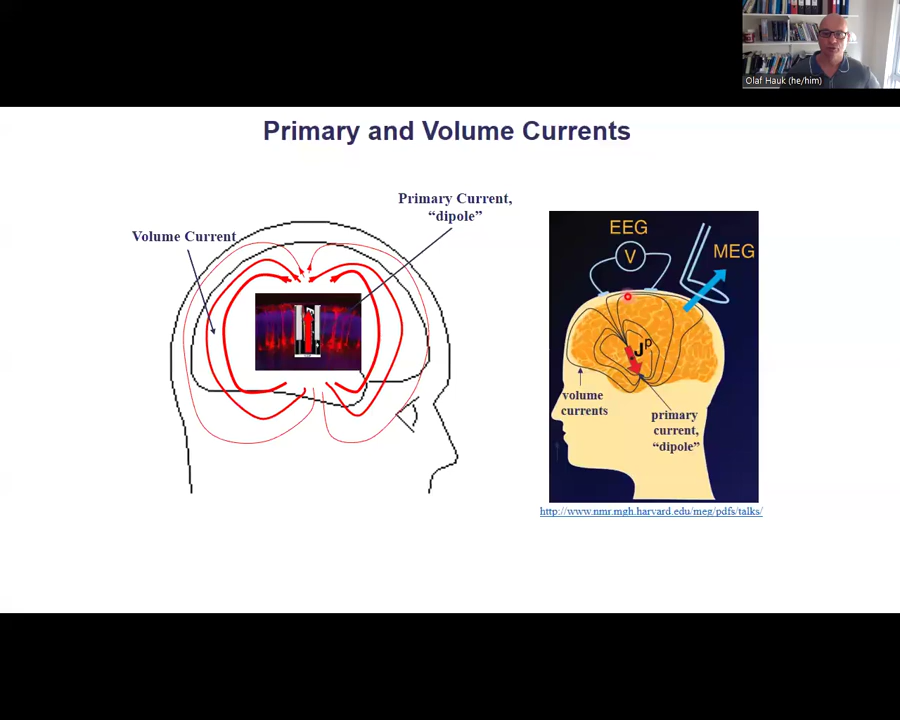 Olaf Hauk (he/him)
Primary and Volume Currents
Primary Current,
“dipole”
Volume Current
EEG
V
MEG
Jᵖ
volume
currents
primary
current,
“dipole”
http://www.nmr.mgh.harvard.edu/meg/pdfs/talks/